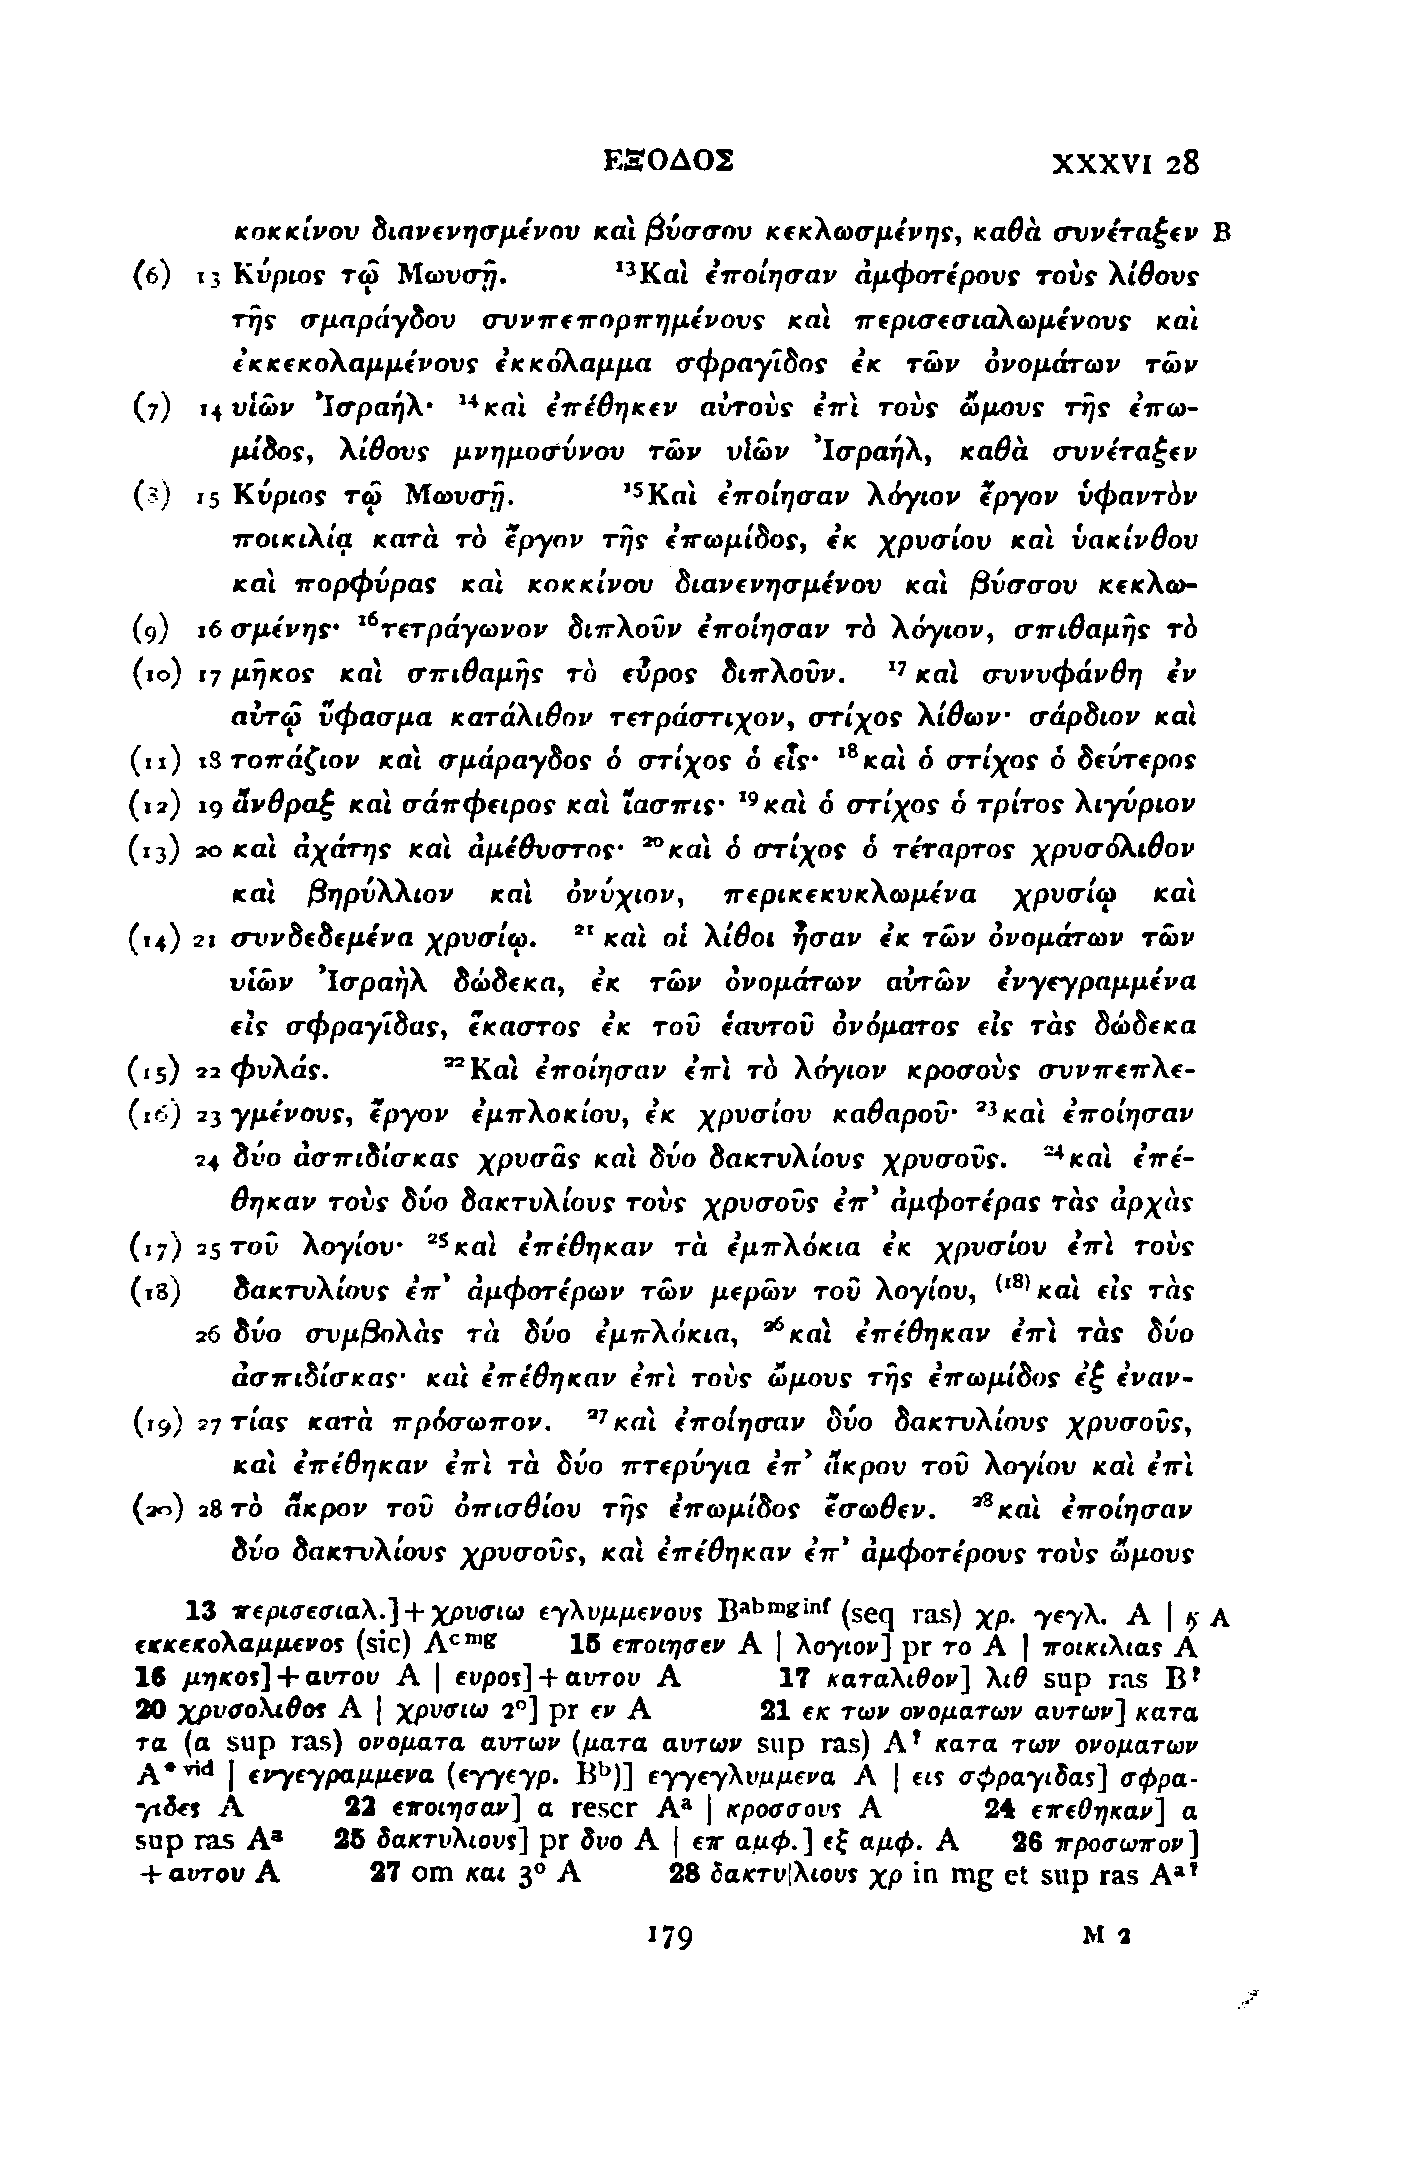 ΕΞΟΔΟΣ XXXVI 28
κοκκίνου διανενησμένου καὶ βύσσου κεκλωσμένης, καθὰ συνέταξεν B
(6) 13 Κύριος τῷ Μωυσῇ. ¹³Καὶ ἐποίησαν ἀμφοτέρους τοὺς λίθους
τῆς σμαράγδου συνπεπορπημένους καὶ περισεσιαλωμένους καὶ
ἐκκεκολαμμένους ἐκκόλαμμα σφραγῖδος ἐκ τῶν ὀνομάτων τῶν
(7) 14 υἱῶν Ἰσραήλ· ¹⁴καὶ ἐπέθηκεν αὐτοὺς ἐπὶ τοὺς ὤμους τῆς ἐπω-
μίδος, λίθους μνημοσύνου τῶν υἱῶν Ἰσραήλ, καθὰ συνέταξεν
(8) 15 Κύριος τῷ Μωυσῇ. ¹⁵Καὶ ἐποίησαν λόγιον ἔργον ὑφαντὸν
ποικιλίᾳ κατὰ τὸ ἔργον τῆς ἐπωμίδος, ἐκ χρυσίου καὶ ὑακίνθου
καὶ πορφύρας καὶ κοκκίνου διανενησμένου καὶ βύσσου κεκλω-
(9) 16 σμένης· ¹⁶τετράγωνον διπλοῦν ἐποίησαν τὸ λόγιον, σπιθαμῆς τὸ
(10) 17 μῆκος καὶ σπιθαμῆς τὸ εὖρος διπλοῦν. ¹⁷καὶ συνυφάνθη ἐν
αὐτῷ ὕφασμα κατάλιθον τετράστιχον, στίχος λίθων· σάρδιον καὶ
(11) 18 τοπάζιον καὶ σμάραγδος ὁ στίχος ὁ εἷς· ¹⁸καὶ ὁ στίχος ὁ δεύτερος
(12) 19 ἄνθραξ καὶ σάπφειρος καὶ ἴασπις· ¹⁹καὶ ὁ στίχος ὁ τρίτος λιγύριον
(13) 20 καὶ ἀχάτης καὶ ἀμέθυστος· ²⁰καὶ ὁ στίχος ὁ τέταρτος χρυσόλιθον
καὶ βηρύλλιον καὶ ὀνύχιον, περικεκυκλωμένα χρυσίῳ καὶ
(14) 21 συνδεδεμένα χρυσίῳ. ²¹καὶ οἱ λίθοι ἦσαν ἐκ τῶν ὀνομάτων τῶν
υἱῶν Ἰσραὴλ δώδεκα, ἐκ τῶν ὀνομάτων αὐτῶν ἐνγεγραμμένα
εἰς σφραγῖδας, ἕκαστος ἐκ τοῦ ἑαυτοῦ ὀνόματος εἰς τὰς δώδεκα
(15) 22 φυλάς. ²²Καὶ ἐποίησαν ἐπὶ τὸ λόγιον κροσοὺς συνπεπλε-
(16) 23 γμένους, ἔργον ἐμπλοκίου, ἐκ χρυσίου καθαροῦ· ²³καὶ ἐποίησαν
24 δύο ἀσπιδίσκας χρυσᾶς καὶ δύο δακτυλίους χρυσοῦς. ²⁴καὶ ἐπέ-
θηκαν τοὺς δύο δακτυλίους τοὺς χρυσοῦς ἐπ’ ἀμφοτέρας τὰς ἀρχὰς
(17) 25 τοῦ λογίου· ²⁵καὶ ἐπέθηκαν τὰ ἐμπλόκια ἐκ χρυσίου ἐπὶ τοὺς
(18) δακτυλίους ἐπ’ ἀμφοτέρων τῶν μερῶν τοῦ λογίου, ⁽¹⁸⁾καὶ εἰς τὰς
26 δύο συμβολὰς τὰ δύο ἐμπλόκια, ²⁶καὶ ἐπέθηκαν ἐπὶ τὰς δύο
ἀσπιδίσκας· καὶ ἐπέθηκαν ἐπὶ τοὺς ὤμους τῆς ἐπωμίδος ἐξ ἐναν-
(19) 27 τίας κατὰ πρόσωπον. ²⁷καὶ ἐποίησαν δύο δακτυλίους χρυσοῦς,
καὶ ἐπέθηκαν ἐπὶ τὰ δύο πτερύγια ἐπ’ ἄκρου τοῦ λογίου καὶ ἐπὶ
(20) 28 τὸ ἄκρον τοῦ ὀπισθίου τῆς ἐπωμίδος ἔσωθεν. ²⁸καὶ ἐποίησαν
δύο δακτυλίους χρυσοῦς, καὶ ἐπέθηκαν ἐπ’ ἀμφοτέρους τοὺς ὤμους
13 περισεσιαλ.]+χρυσιω εγλυμμενους Bᵃᵇᵐᵍⁱⁿᶠ (seq ras) χρ. γεγλ. A | A
εκκεκολαμμενος (sic) Aᶜᵐᵍ 15 εποιησεν A | λογιον] pr το A | ποικιλιας A
16 μηκος]+αυτου A | ευρος]+αυτου A 17 καταλιθον] λιθ sup ras B?
20 χρυσολιθος A | χρυσιω 2°] pr εν A 21 εκ των ονοματων αυτων] κατα
τα (α sup ras) ονοματα αυτων (ματα αυτων sup ras) A? κατα των ονοματων
A*ᵛⁱᵈ | ενγεγραμμενα (εγγεγρ. Bᵇ)] εγγεγλυμμενα A | εις σφραγιδας] σφρα-
γιδες A 22 εποιησαν] α rescr Aᵃ | κροσσους A 24 επεθηκαν] α
sup ras Aᵃ 25 δακτυλιους] pr δυο A | επ αμφ.] εξ αμφ. A 26 προσωπον]
+αυτου A 27 om και 3° A 28 δακτυ|λιους χρ in mg et sup ras Aᵃ?
179 M 2